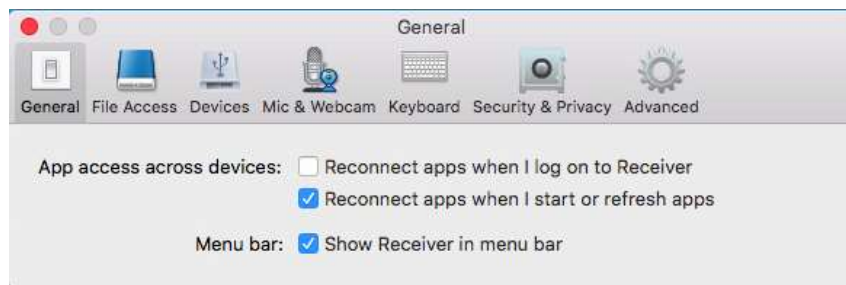 General
General File Access Devices Mic & Webcam Keyboard Security & Privacy Advanced
App access across devices: Reconnect apps when I log on to Receiver
Reconnect apps when I start or refresh apps
Menu bar: Show Receiver in menu bar